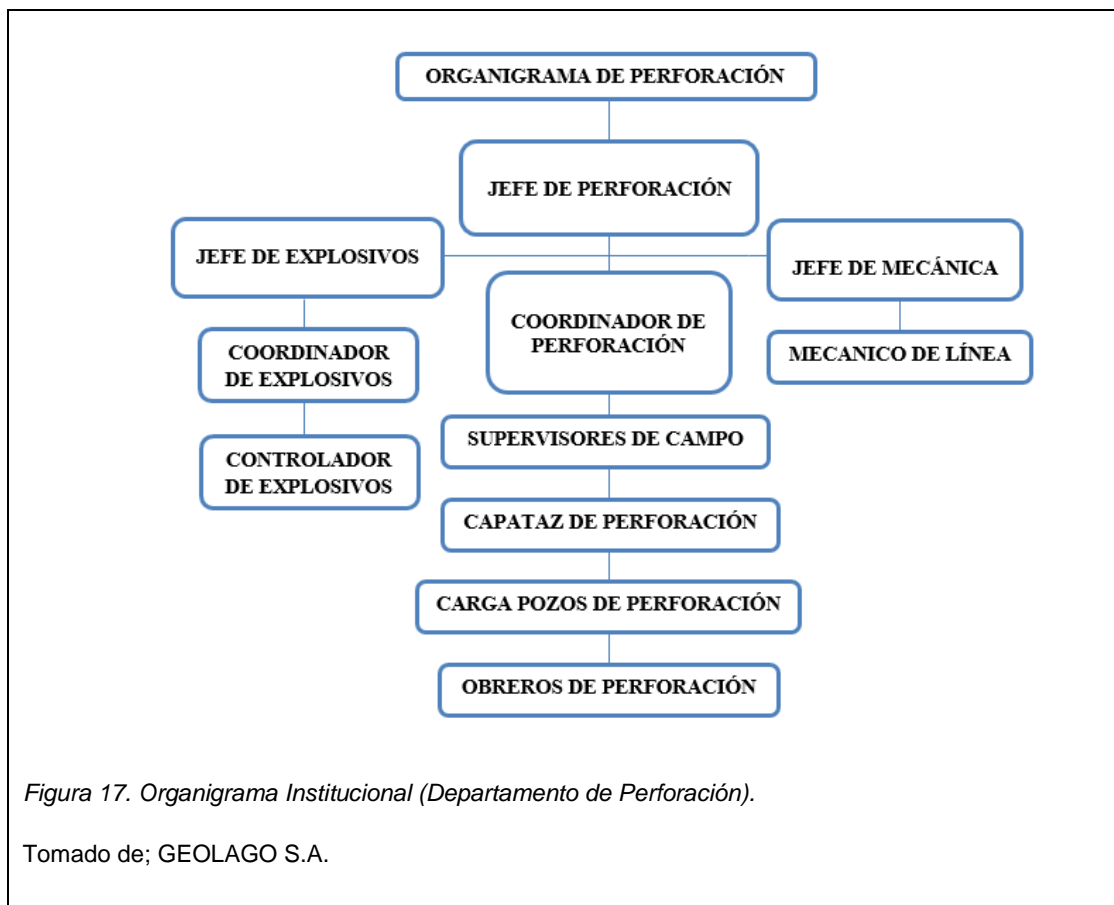 ORGANIGRAMA DE PERFORACIÓN
JEFE DE PERFORACIÓN
JEFE DE EXPLOSIVOS
JEFE DE MECÁNICA
COORDINADOR DE
PERFORACIÓN
COORDINADOR
DE EXPLOSIVOS
MECANICO DE LÍNEA
SUPERVISORES DE CAMPO
CONTROLADOR
DE EXPLOSIVOS
CAPATAZ DE PERFORACIÓN
CARGA POZOS DE PERFORACIÓN
OBREROS DE PERFORACIÓN
Figura 17. Organigrama Institucional (Departamento de Perforación).
Tomado de; GEOLAGO S.A.